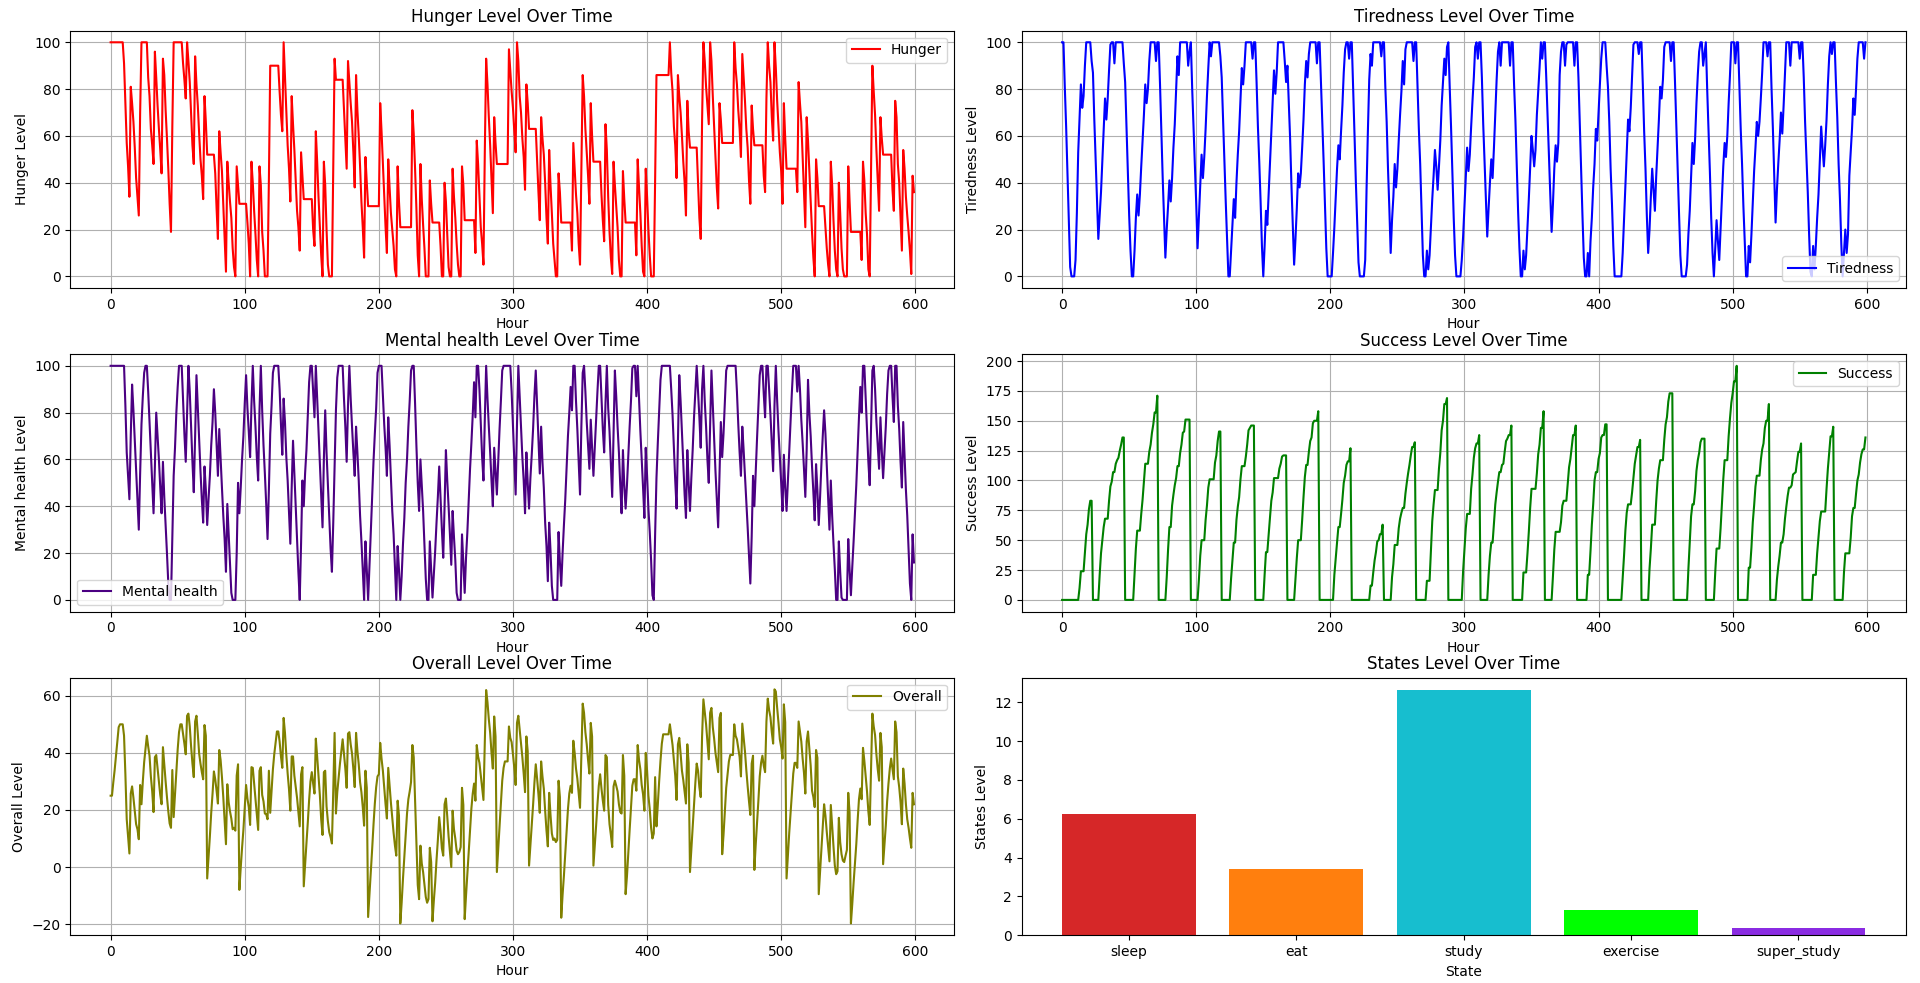 Hunger Level Over Time
Hunger Level
100
80
60
40
20
0
Hunger
0 100 200 300 400 500 600
Hour
Tiredness Level Over Time
Tiredness Level
100
80
60
40
20
0
Tiredness
0 100 200 300 400 500 600
Hour
Mental health Level Over Time
Mental health Level
100
80
60
40
20
0
Mental health
0 100 200 300 400 500 600
Hour
Success Level Over Time
Success Level
200
175
150
125
100
75
50
25
0
Success
0 100 200 300 400 500 600
Hour
Overall Level Over Time
Overall Level
60
40
20
0
−20
Overall
0 100 200 300 400 500 600
Hour
States Level Over Time
States Level
12
10
8
6
4
2
0
sleep eat study exercise super_study
State